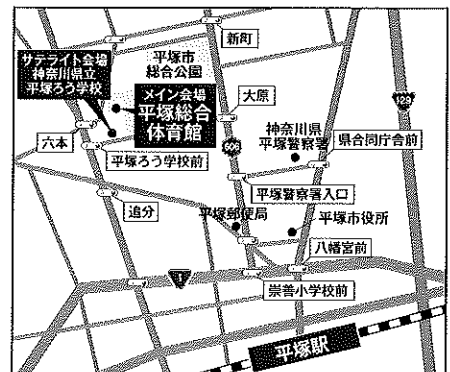 新町
サテライト会場
神奈川県立
平塚ろう学校
平塚市
総合公園
メイン会場
平塚総合
体育館
大原
129
六本
神奈川県
平塚警察署
県合同庁舎前
606
平塚ろう学校前
平塚警察署入口
追分
平塚郵便局
平塚市役所
八幡宮前
1
崇善小学校前
平塚駅